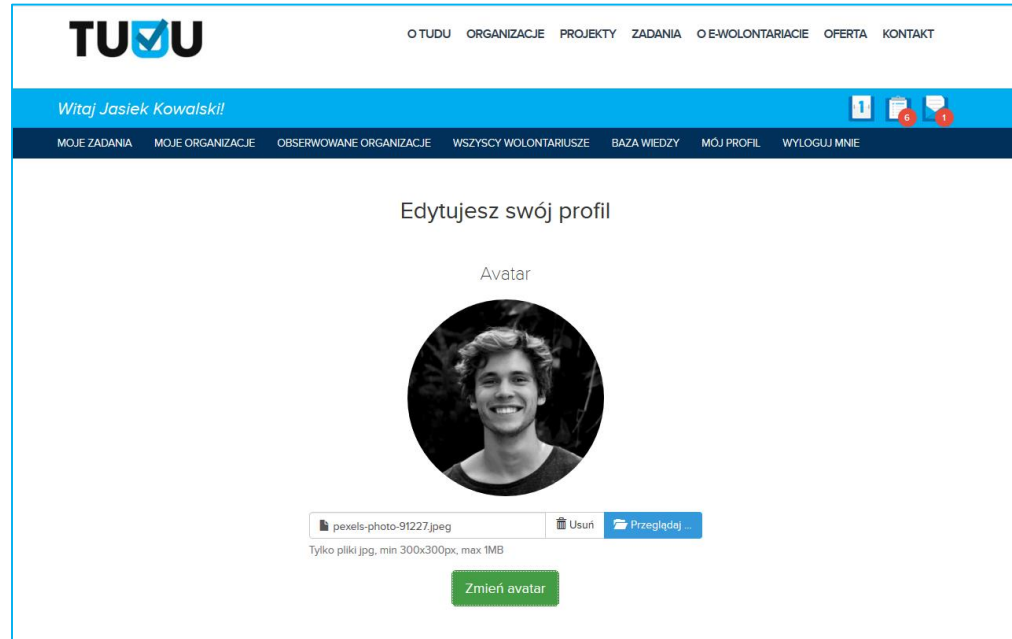 TUDU
O TUDU ORGANIZACJE PROJEKTY ZADANIA O E-WOLONTARIACIE OFERTA KONTAKT
Witaj Jasiek Kowalski!
1 6 1
MOJE ZADANIA MOJE ORGANIZACJE OBSERWOWANE ORGANIZACJE WSZYSCY WOLONTARIUSZE BAZA WIEDZY MÓJ PROFIL WYLOGUJ MNIE
Edytujesz swój profil
Avatar
pexels-photo-91227.jpeg Usuń Przeglądaj ...
Tylko pliki jpg, min 300x300px, max 1MB
Zmień avatar